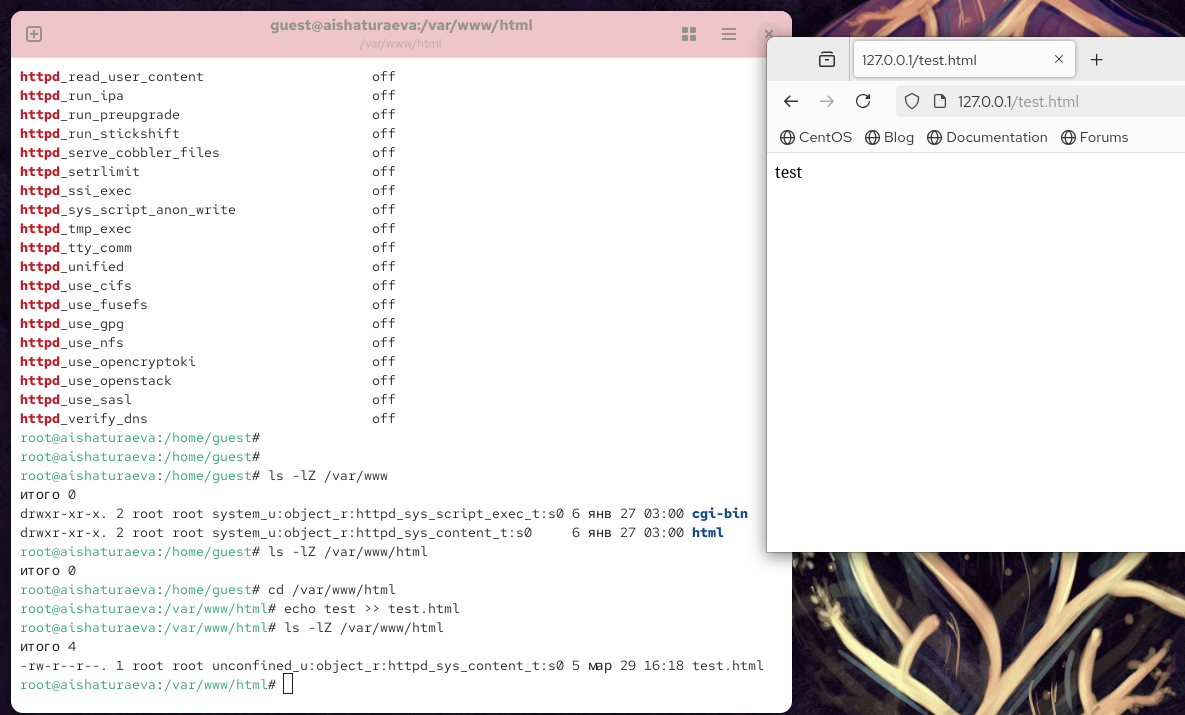 guest@aishaturaeva:/var/www/html
/var/www/html
httpd_read_user_content off
httpd_run_ipa off
httpd_run_preupgrade off
httpd_run_stickshift off
httpd_serve_cobbler_files off
httpd_setrlimit off
httpd_ssi_exec off
httpd_sys_script_anon_write off
httpd_tmp_exec off
httpd_tty_comm off
httpd_unified off
httpd_use_cifs off
httpd_use_fusefs off
httpd_use_gpg off
httpd_use_nfs off
httpd_use_opencryptoki off
httpd_use_openstack off
httpd_use_sasl off
httpd_verify_dns off
root@aishaturaeva:/home/guest#
root@aishaturaeva:/home/guest#
root@aishaturaeva:/home/guest# ls -lZ /var/www
итого 0
drwxr-xr-x. 2 root root system_u:object_r:httpd_sys_script_exec_t:s0 6 янв 27 03:00 cgi-bin
drwxr-xr-x. 2 root root system_u:object_r:httpd_sys_content_t:s0 6 янв 27 03:00 html
root@aishaturaeva:/home/guest# ls -lZ /var/www/html
итого 0
root@aishaturaeva:/home/guest# cd /var/www/html
root@aishaturaeva:/var/www/html# echo test >> test.html
root@aishaturaeva:/var/www/html# ls -lZ /var/www/html
итого 4
-rw-r--r--. 1 root root unconfined_u:object_r:httpd_sys_content_t:s0 5 мар 29 16:18 test.html
root@aishaturaeva:/var/www/html#
127.0.0.1/test.html
127.0.0.1/test.html
CentOS Blog Documentation Forums
test